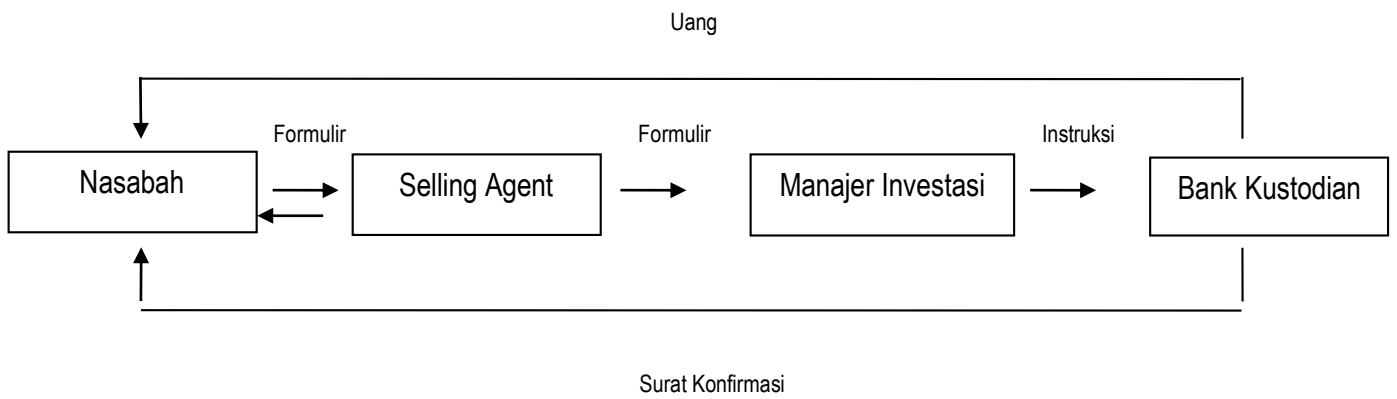 Uang
Formulir
Formulir
Instruksi
Nasabah
Selling Agent
Manajer Investasi
Bank Kustodian
Surat Konfirmasi